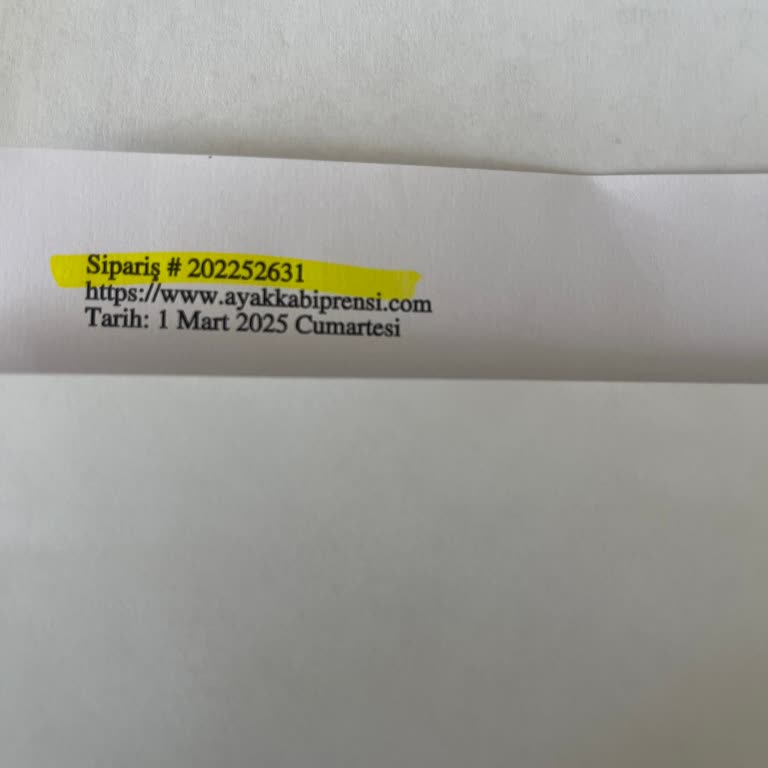 Sipariş # 202252631
https://www.ayakkabiprensi.com
Tarih: 1 Mart 2025 Cumartesi